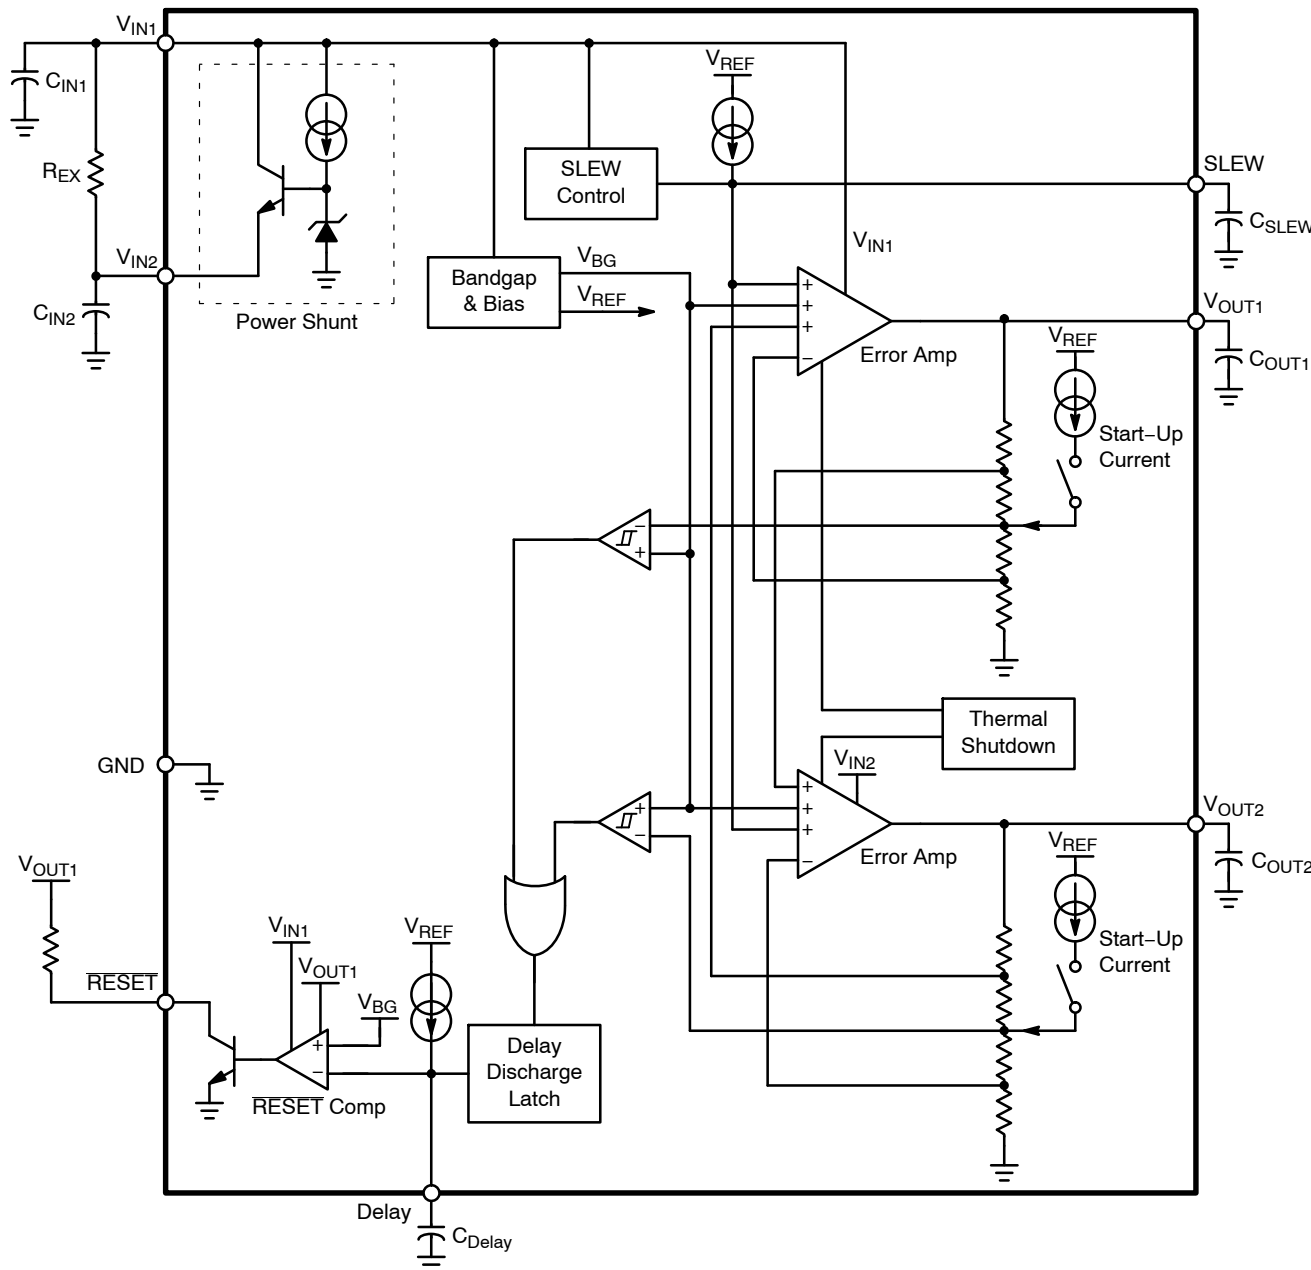 VIN1
CIN1
REX
VIN2
CIN2
Power Shunt
SLEW
Control
VREF
SLEW
CSLEW
Bandgap
& Bias
VBG
VREF
VIN1
+
+
+
−
Error Amp
VOUT1
COUT1
VREF
Start−Up
Current
−
+
Thermal
Shutdown
GND
VIN2
+
+
+
−
Error Amp
+
−
VOUT2
COUT2
VREF
Start−Up
Current
VOUT1
RESET
VIN1
VOUT1
VBG
VREF
+
−
RESET Comp
Delay
Discharge
Latch
Delay
CDelay